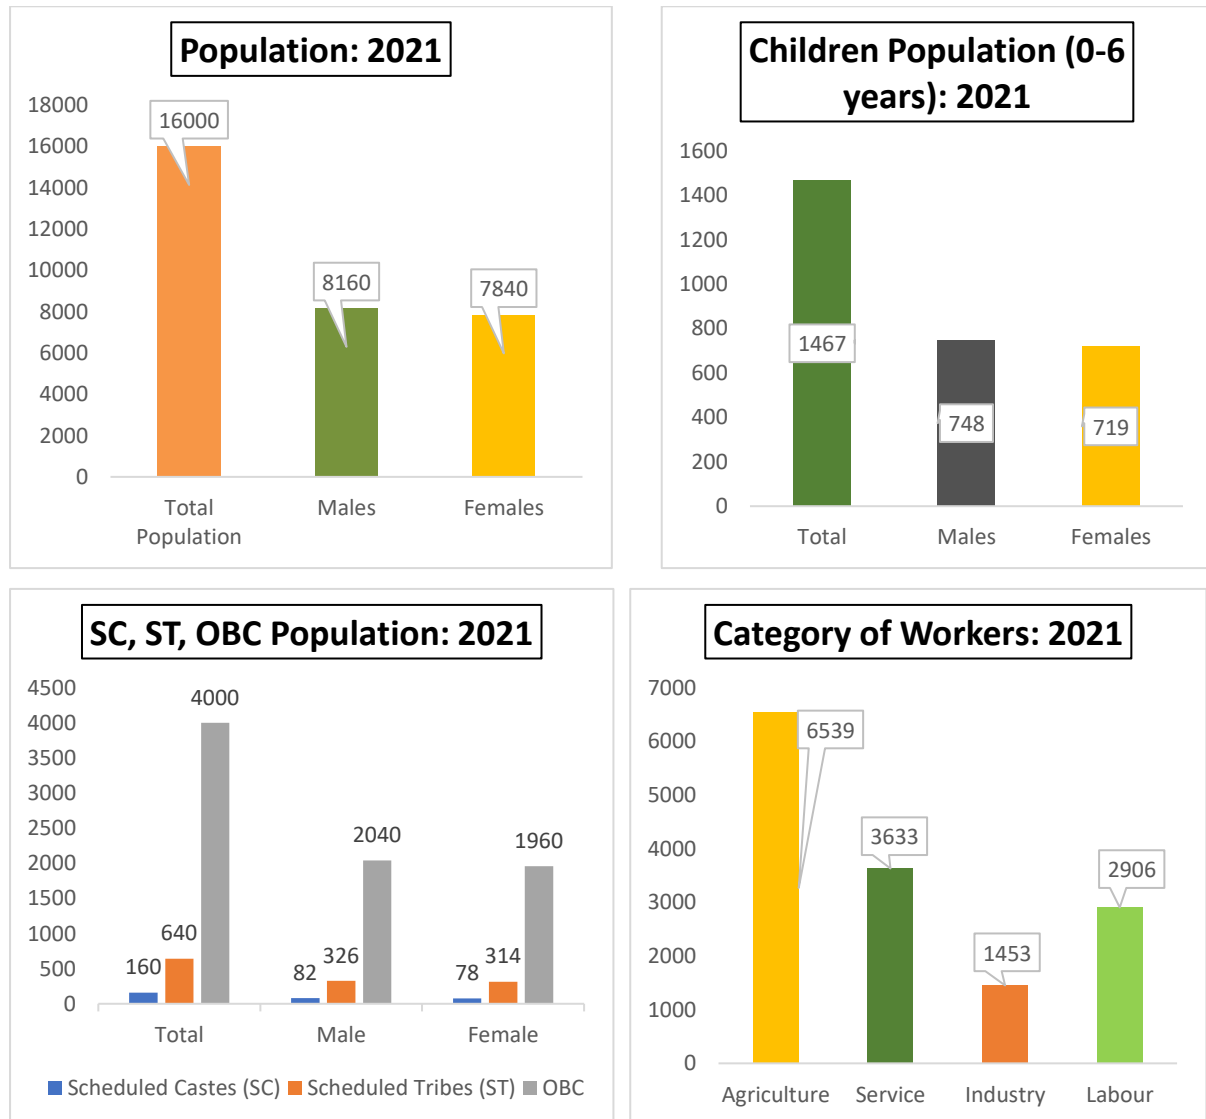 Population: 2021
18000
16000
14000
12000
10000
8000
6000
4000
2000
0
16000
8160
7840
Total
Population
Males
Females
Children Population (0-6
years): 2021
1600
1400
1200
1000
800
600
400
200
0
1467
748
719
Total
Males
Females
SC, ST, OBC Population: 2021
4500
4000
3500
3000
2500
2000
1500
1000
500
0
160
640
4000
82
326
2040
78
314
1960
Total
Male
Female
Scheduled Castes (SC)
Scheduled Tribes (ST)
OBC
Category of Workers: 2021
7000
6000
5000
4000
3000
2000
1000
0
6539
3633
1453
2906
Agriculture
Service
Industry
Labour